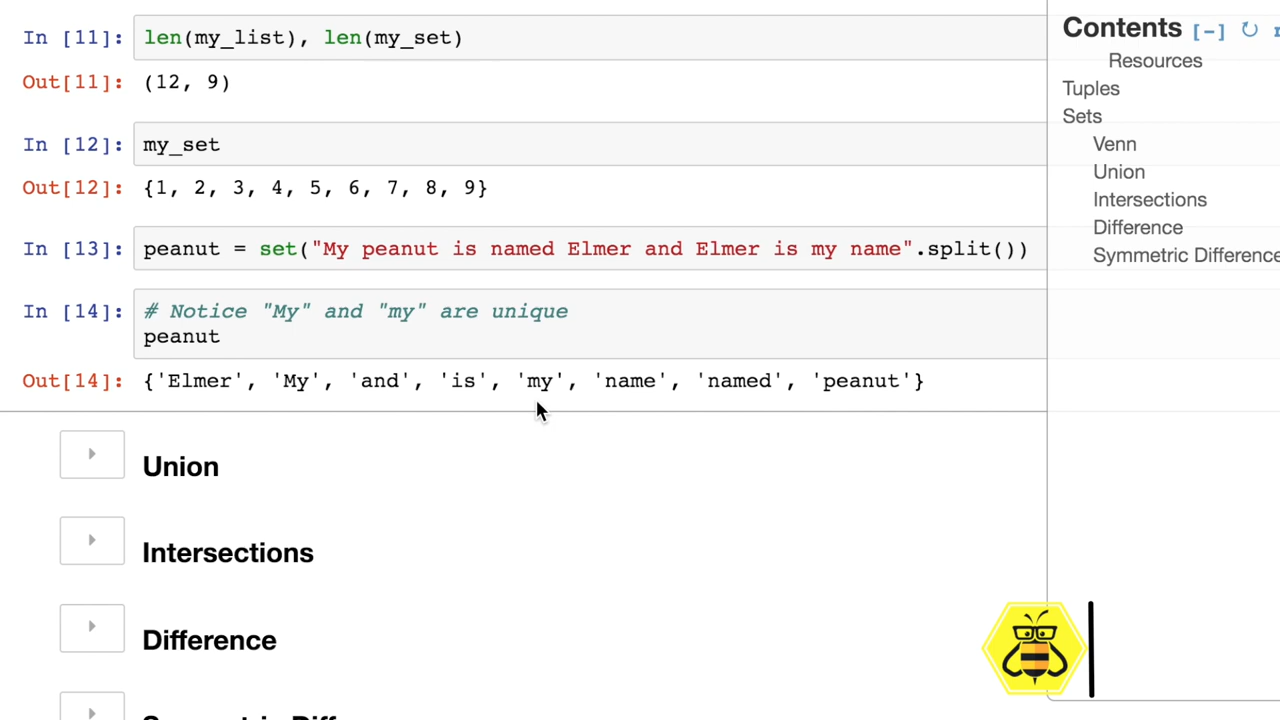 In [11]: len(my_list), len(my_set)
Out[11]: (12, 9)
In [12]: my_set
Out[12]: {1, 2, 3, 4, 5, 6, 7, 8, 9}
In [13]: peanut = set("My peanut is named Elmer and Elmer is my name".split())
In [14]: # Notice "My" and "my" are unique
peanut
Out[14]: {'Elmer', 'My', 'and', 'is', 'my', 'name', 'named', 'peanut'}
Union
Intersections
Difference
Contents [-] ↻
Resources
Tuples
Sets
Venn
Union
Intersections
Difference
Symmetric Difference